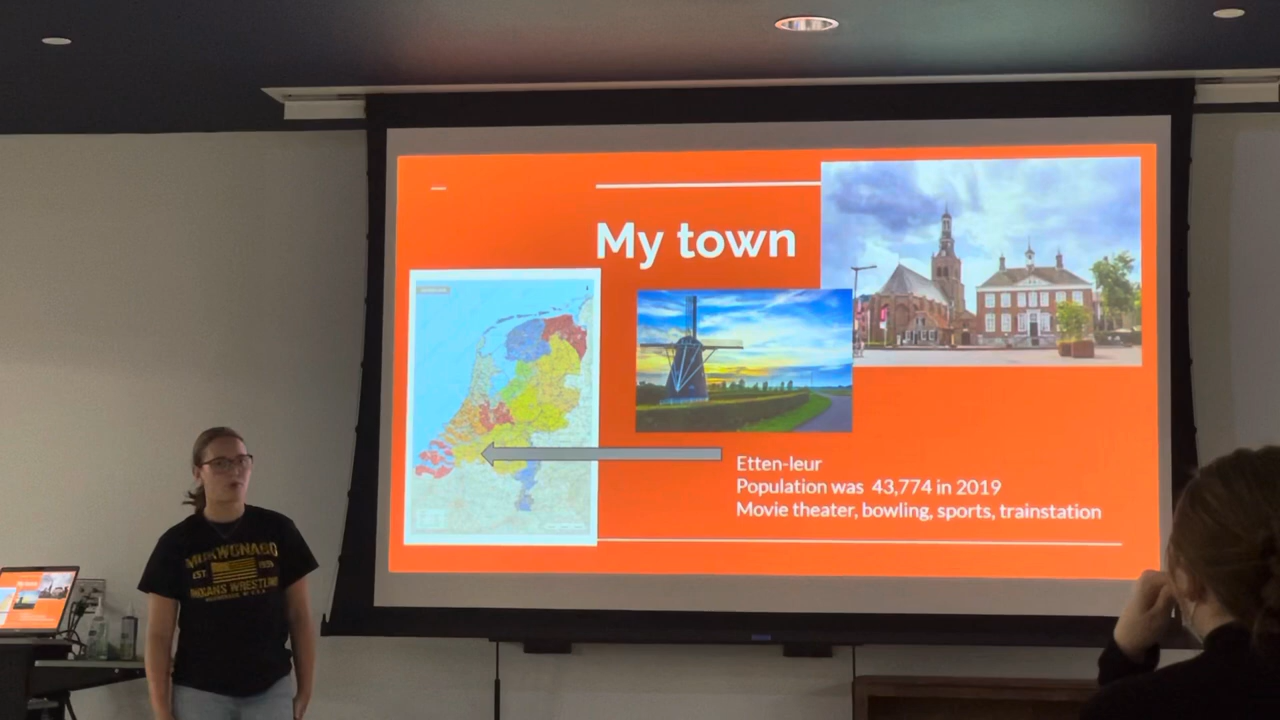 My town
Etten-leur
Population was 43,774 in 2019
Movie theater, bowling, sports, trainstation
MUKWONAGO
EST
INDIANS WRESTLING